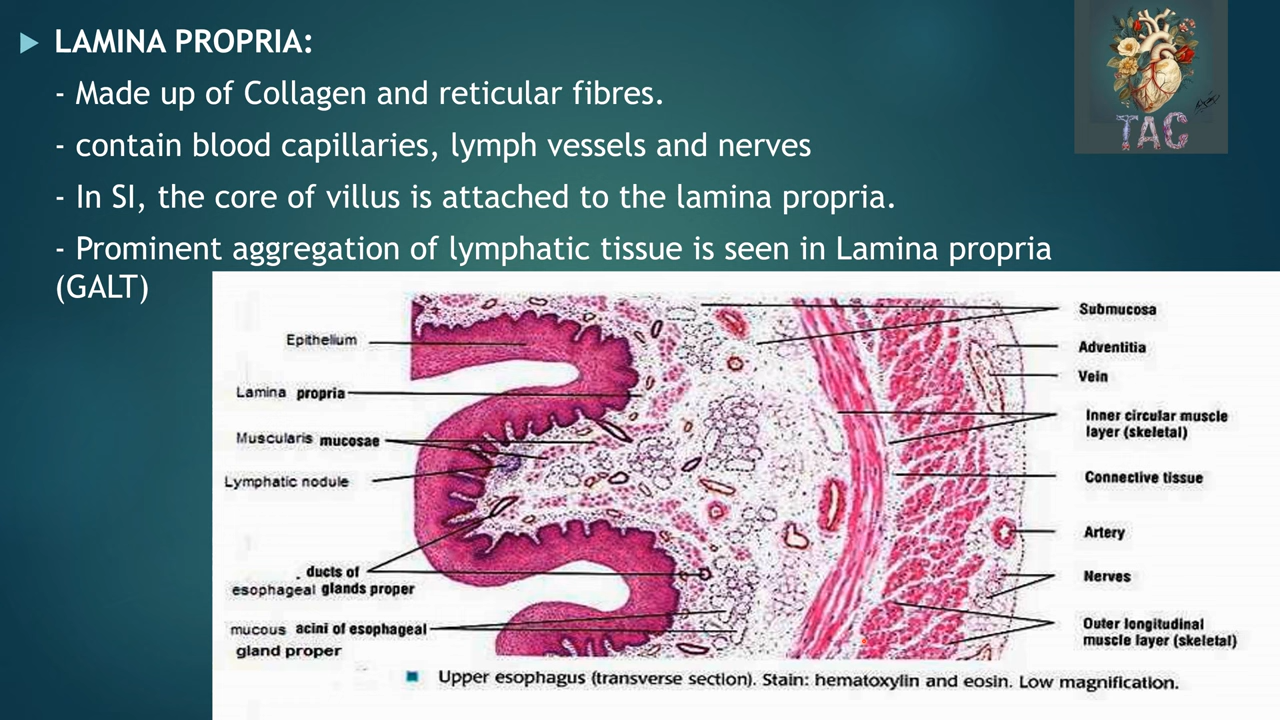 LAMINA PROPRIA:
- Made up of Collagen and reticular fibres.
- contain blood capillaries, lymph vessels and nerves
- In SI, the core of villus is attached to the lamina propria.
- Prominent aggregation of lymphatic tissue is seen in Lamina propria
(GALT)
TAC
Epithelium
Lamina propria
Muscularis mucosae
Lymphatic nodule
ducts of
esophageal glands proper
mucous acini of esophageal
gland proper
Submucosa
Adventitia
Vein
Inner circular muscle
layer (skeletal)
Connective tissue
Artery
Nerves
Outer longitudinal
muscle layer (skeletal)
Upper esophagus (transverse section). Stain: hematoxylin and eosin. Low magnification.